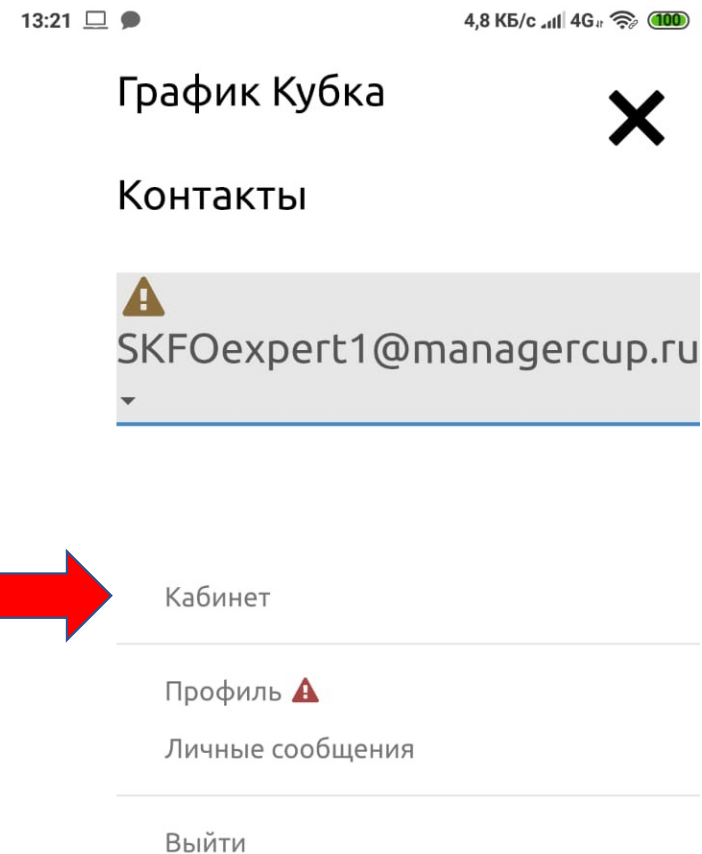 13:21 4,8 КБ/с 4G 100
График Кубка
Контакты
SKFOexpert1@managercup.ru
Кабинет
Профиль
Личные сообщения
Выйти